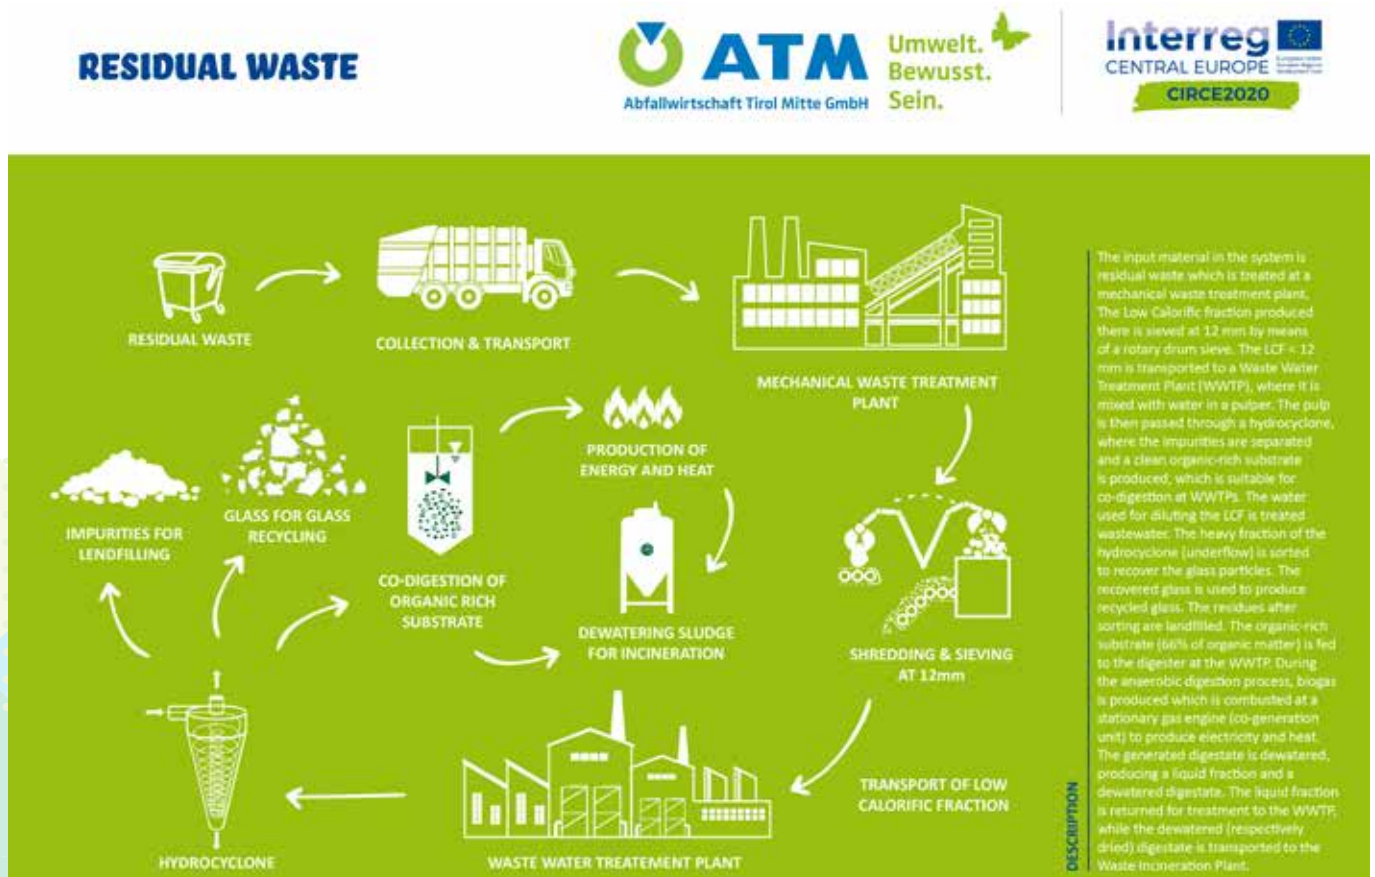 RESIDUAL WASTE
ATM
Abfallwirtschaft Tirol Mitte GmbH
Umwelt.
Bewusst.
Sein.
Interreg
CENTRAL EUROPE
CIRCE2020
RESIDUAL WASTE
COLLECTION & TRANSPORT
MECHANICAL WASTE TREATMENT
PLANT
PRODUCTION OF
ENERGY AND HEAT
IMPURITIES FOR
LENDFILLING
GLASS FOR GLASS
RECYCLING
CO-DIGESTION OF
ORGANIC RICH
SUBSTRATE
DEWATERING SLUDGE
FOR INCINERATION
SHREDDING & SIEVING
AT 12mm
TRANSPORT OF LOW
CALORIFIC FRACTION
HYDROCYCLONE
WASTE WATER TREATEMENT PLANT
DESCRIPTION
The input material in the system is
residual waste which is treated at a
mechanical waste treatment plant.
The Low Calorific fraction produced
there is sieved at 12 mm by means
of a rotary drum sieve. The LCF < 12
mm is transported to a Waste Water
Treatment Plant (WWTP), where it is
mixed with water in a pulper. The pulp
is then passed through a hydrocyclone,
where the impurities are separated
and a clean organic-rich substrate
is produced, which is suitable for
co-digestion at WWTPs. The water
used for diluting the LCF is treated
wastewater. The heavy fraction of the
hydrocyclone (underflow) is sorted
to recover the glass particles. The
recovered glass is used to produce
recycled glass. The residues after
sorting are landfilled. The organic-rich
substrate (66% of organic matter) is fed
to the digester at the WWTP. During
the anaerobic digestion process, biogas
is produced which is combusted at a
stationary gas engine (co-generation
unit) to produce electricity and heat.
The generated digestate is dewatered,
producing a liquid fraction and a
dewatered digestate. The liquid fraction
is returned for treatment to the WWTP,
while the dewatered (respectively
dried) digestate is transported to the
Waste Incineration Plant.